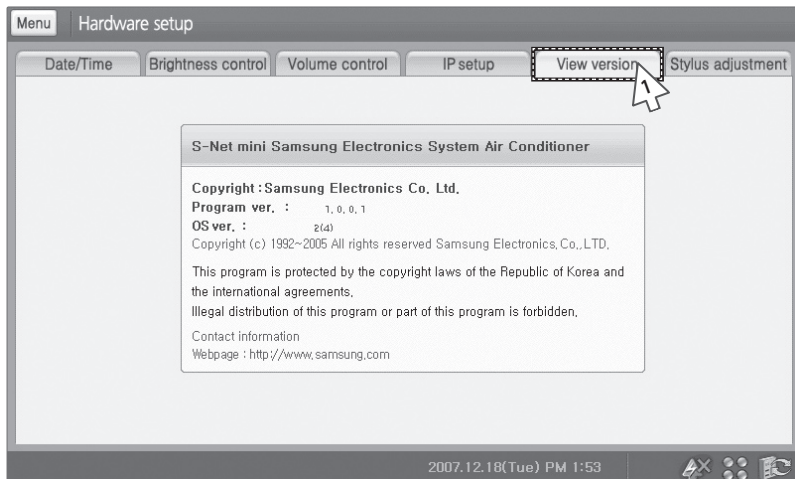 Menu Hardware setup
Date/Time Brightness control Volume control IP setup View version Stylus adjustment
1
S-Net mini Samsung Electronics System Air Conditioner
Copyright : Samsung Electronics Co, Ltd,
Program ver, : 1, 0, 0, 1
OS ver, : 2(4)
Copyright (c) 1992~2005 All rights reserved Samsung Electronics, Co,,LTD,
This program is protected by the copyright laws of the Republic of Korea and
the international agreements,
Illegal distribution of this program or part of this program is forbidden,
Contact information
Webpage : http://www,samsung,com
2007.12.18(Tue) PM 1:53